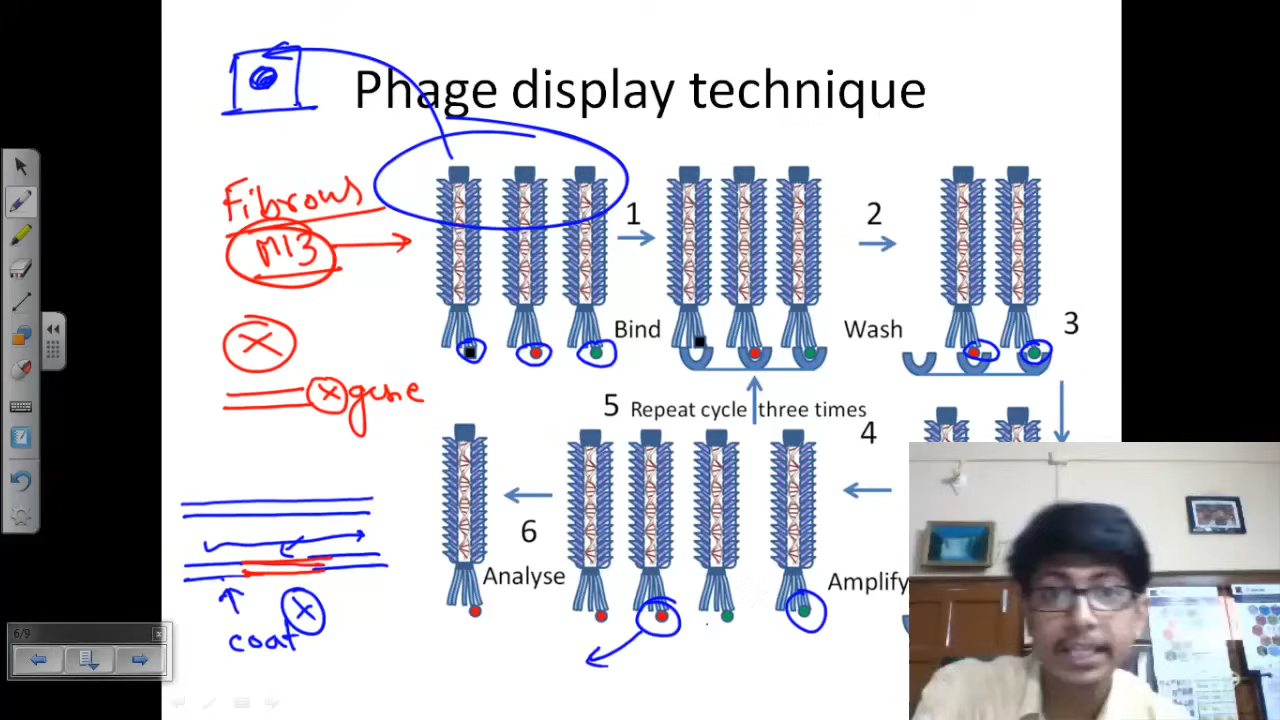 Phage display technique
Fibrous
M13
X
X gene
coat X
1
Bind
2
Wash
3
4
Amplify
5 Repeat cycle three times
6
Analyse
6/9